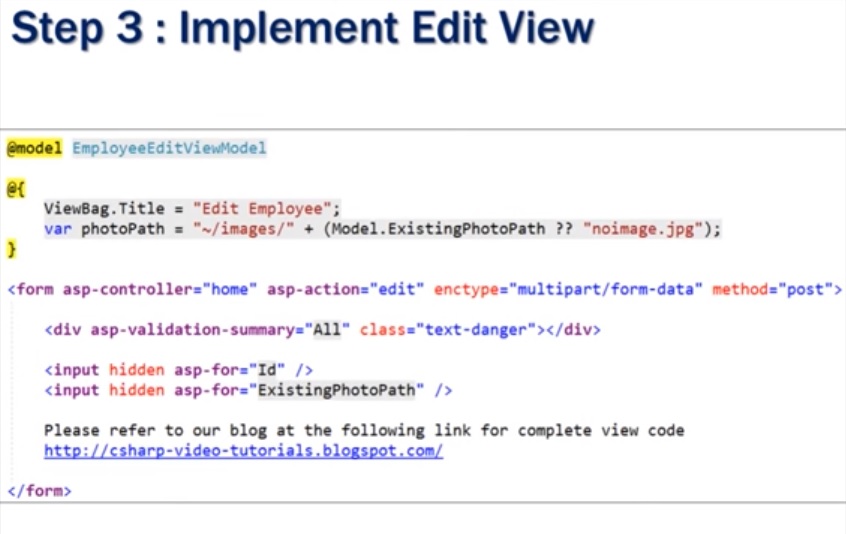 Step 3 : Implement Edit View
@model EmployeeEditViewModel
@{
ViewBag.Title = "Edit Employee";
var photoPath = "~/images/" + (Model.ExistingPhotoPath ?? "noimage.jpg");
}
<form asp-controller="home" asp-action="edit" enctype="multipart/form-data" method="post">
<div asp-validation-summary="All" class="text-danger"></div>
<input hidden asp-for="Id" />
<input hidden asp-for="ExistingPhotoPath" />
Please refer to our blog at the following link for complete view code
http://csharp-video-tutorials.blogspot.com/
</form>